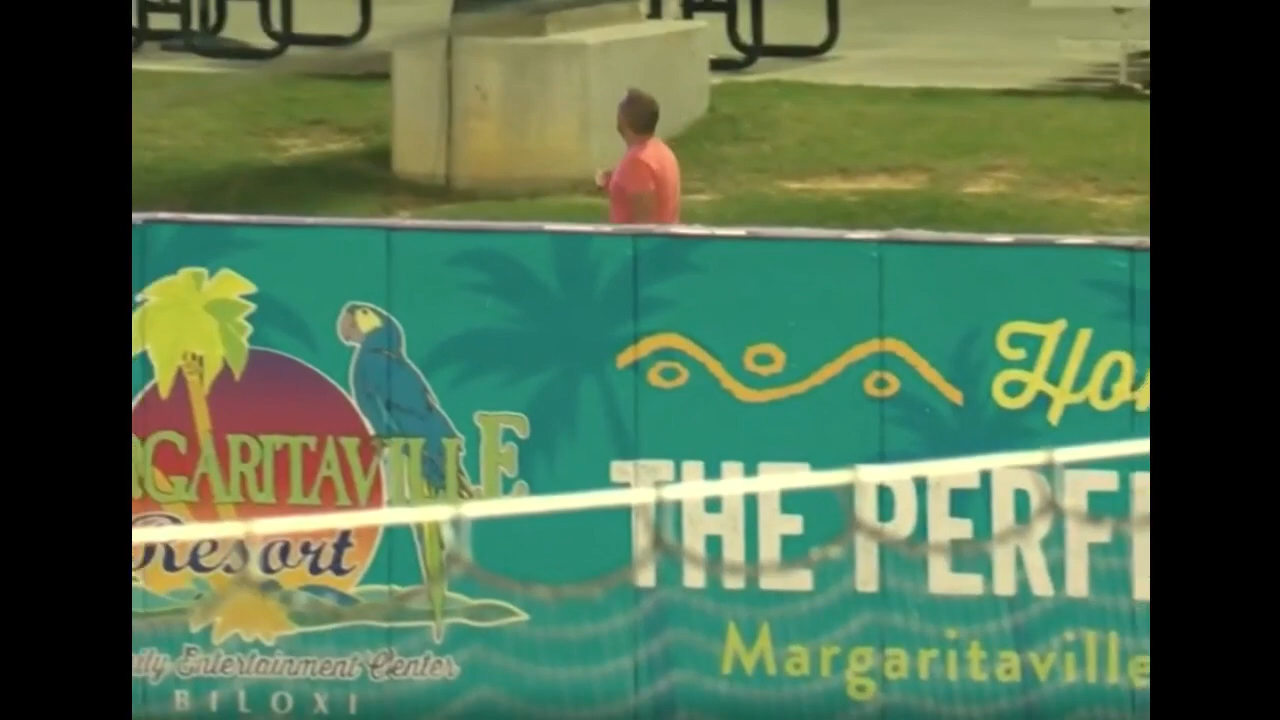 RGARITAVILLE
Resort
ily Entertainment Center
BILOXI
Ho
THE PERF
Margaritaville